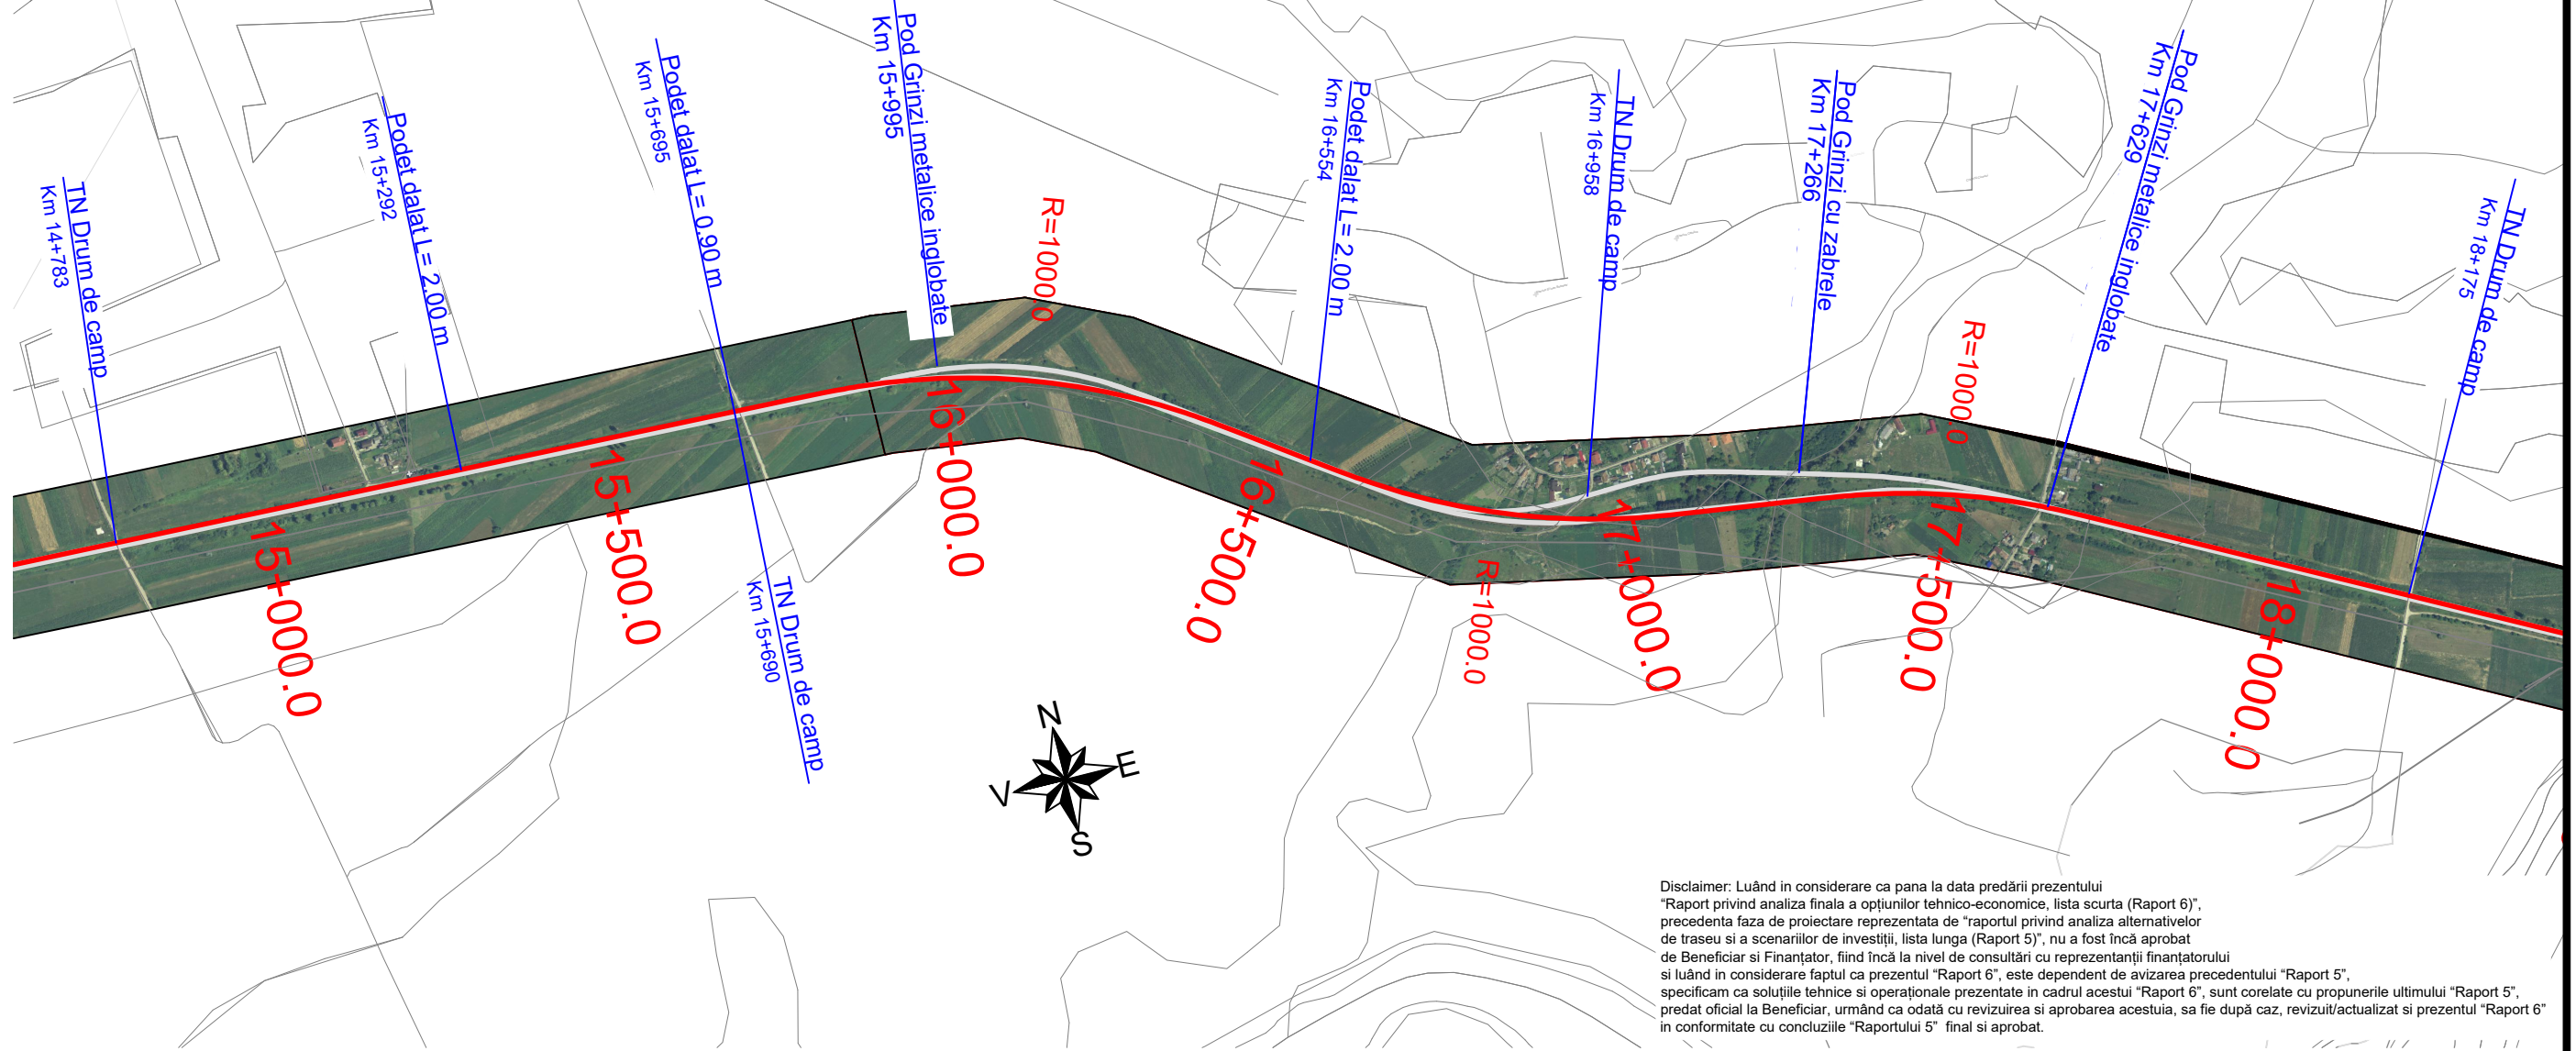 TN Drum de camp
Km 14+783
Podet dalat L= 2.00 m
Km 15+292
Podet dalat L= 0.90 m
Km 15+695
Pod Grinzi metalice inglobate
Km 15+995
R=1000.0
Podet dalat L= 2.00 m
Km 16+554
TN Drum de camp
Km 16+958
Pod Grinzi cu zabrele
Km 17+266
R=1000.0
Pod Grinzi metalice inglobate
Km 17+629
TN Drum de camp
Km 18+175
15+000.0
15+500.0
16+000.0
16+500.0
R=1000.0
17+000.0
17+500.0
18+000.0
TN Drum de camp
Km 15+690
N
V
E
S
Disclaimer: Luând in considerare ca pana la data predării prezentului
“Raport privind analiza finala a opțiunilor tehnico-economice, lista scurta (Raport 6)”,
precedenta faza de proiectare reprezentata de “raportul privind analiza alternativelor
de traseu si a scenariilor de investiții, lista lunga (Raport 5)”, nu a fost încă aprobat
de Beneficiar si Finanțator, fiind încă la nivel de consultări cu reprezentanții finanțatorului
si luând in considerare faptul ca prezentul “Raport 6”, este dependent de avizarea precedentului “Raport 5”,
specificam ca soluțiile tehnice si operaționale prezentate in cadrul acestui “Raport 6”, sunt corelate cu propunerile ultimului “Raport 5”,
predat oficial la Beneficiar, urmând ca odată cu revizuirea si aprobarea acestuia, sa fie după caz, revizuit/actualizat si prezentul “Raport 6”
in conformitate cu concluziile “Raportului 5” final si aprobat.